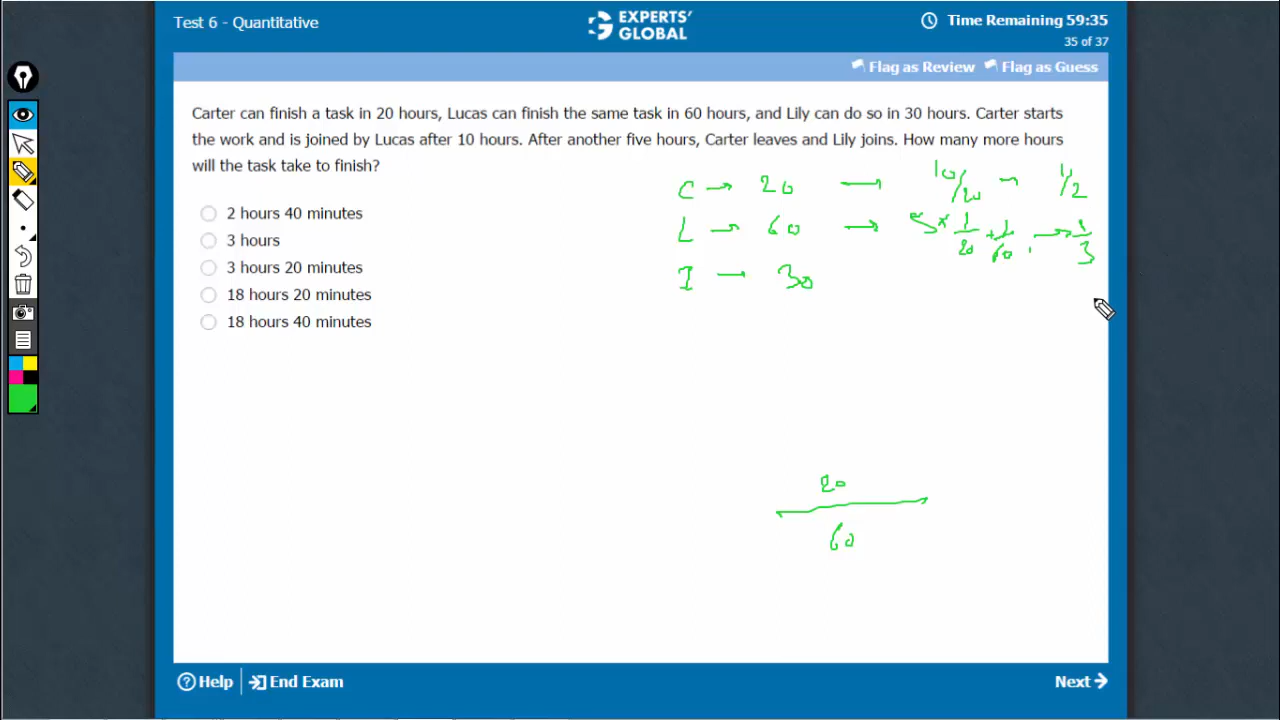 Test 6 - Quantitative
EXPERTS’
GLOBAL
Time Remaining 59:35
35 of 37
Flag as Review
Flag as Guess
Carter can finish a task in 20 hours, Lucas can finish the same task in 60 hours, and Lily can do so in 30 hours. Carter starts
the work and is joined by Lucas after 10 hours. After another five hours, Carter leaves and Lily joins. How many more hours
will the task take to finish?
C → 20 → 10/20 → 1/2
L → 60 → 5 × 1/20 + 1/60 → 1/3
I → 30
2 hours 40 minutes
3 hours
3 hours 20 minutes
18 hours 20 minutes
18 hours 40 minutes
20
60
Help
End Exam
Next